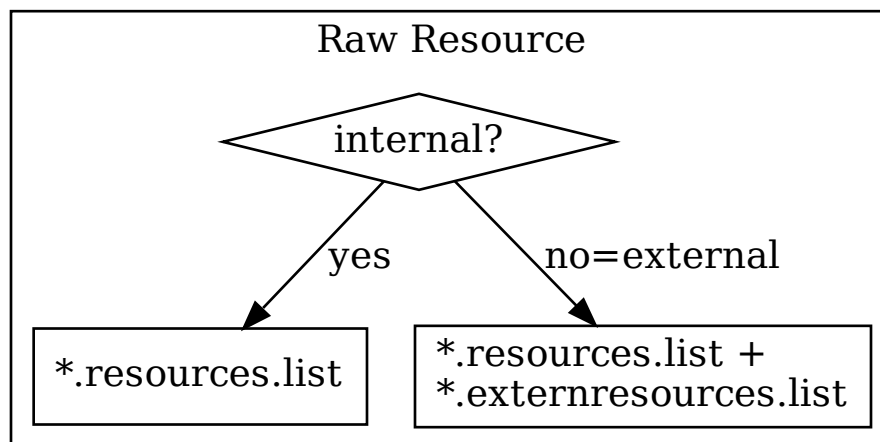 Raw Resource
internal?
yes
no=external
*.resources.list
*.resources.list +
*.externresources.list